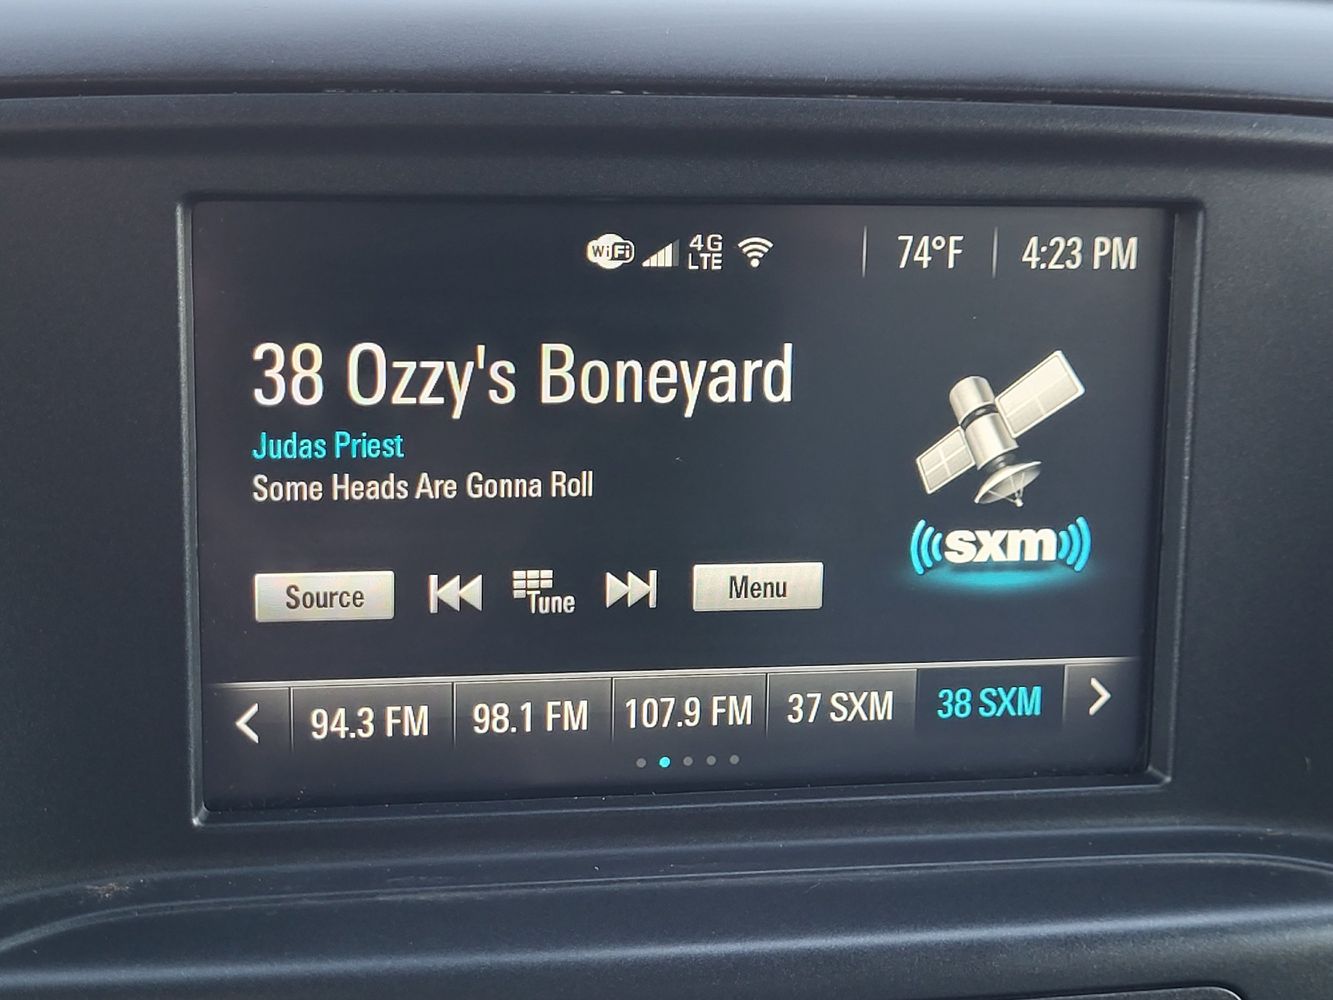 WiFi 4G LTE 74°F 4:23 PM
38 Ozzy's Boneyard
Judas Priest
Some Heads Are Gonna Roll
((( sxm )))
Source Tune Menu
94.3 FM 98.1 FM 107.9 FM 37 SXM 38 SXM